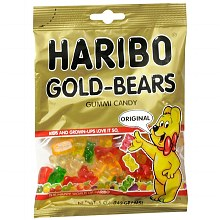 HARIBO
GOLD-BEARS
GUMMI CANDY
ORIGINAL
KIDS AND GROWN-UPS LOVE IT SO,